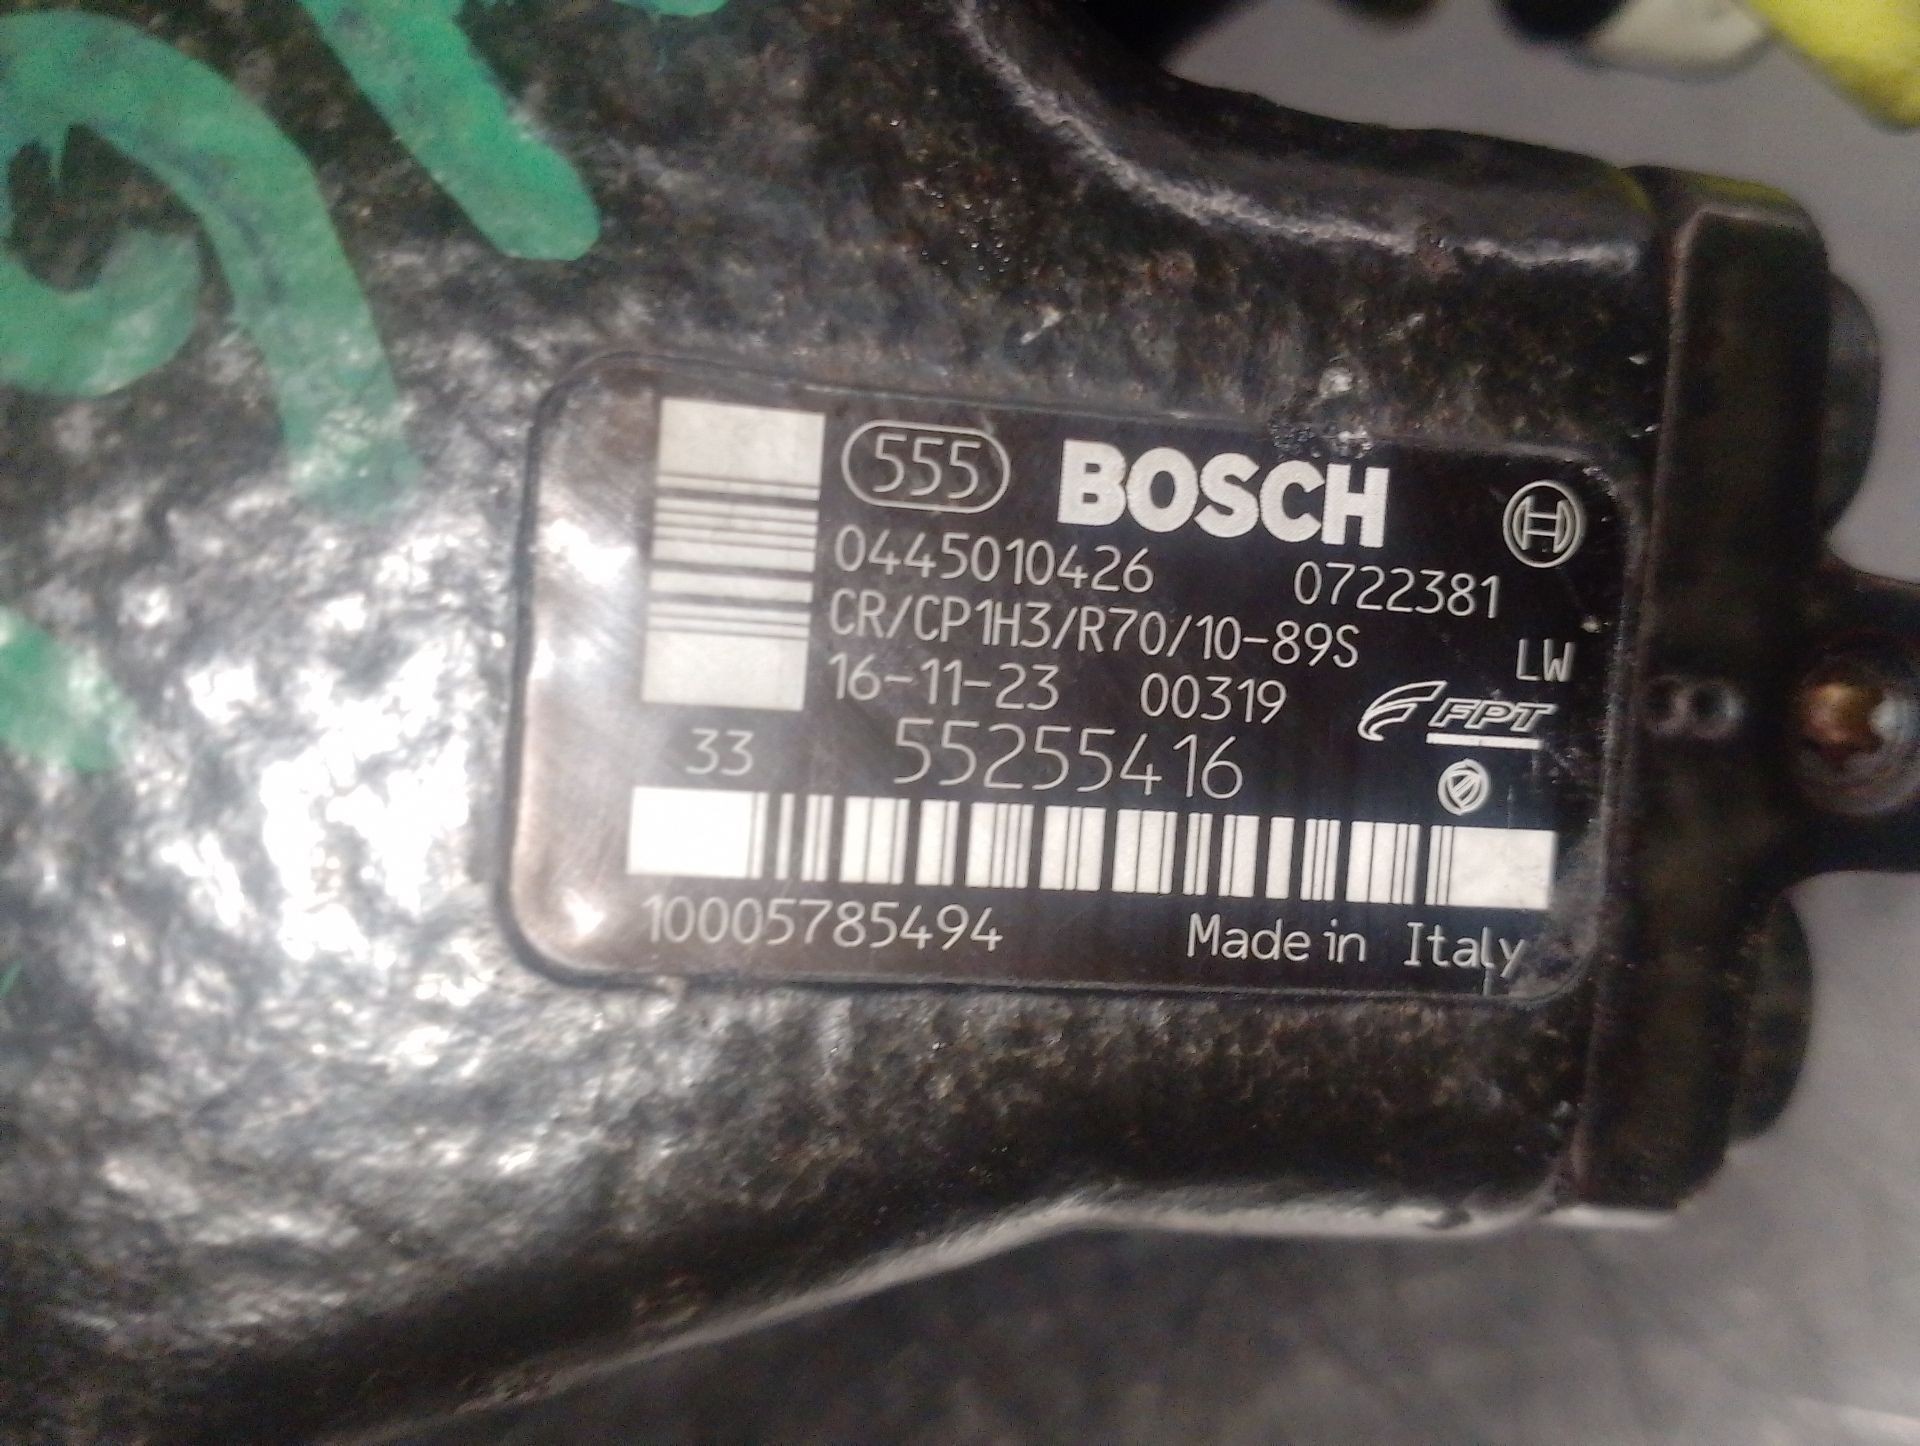 555 BOSCH
0445010426 0722381
CR/CP1H3/R70/10-89S LW
16-11-23 00319 FPT
33 55255416
10005785494 Made in Italy